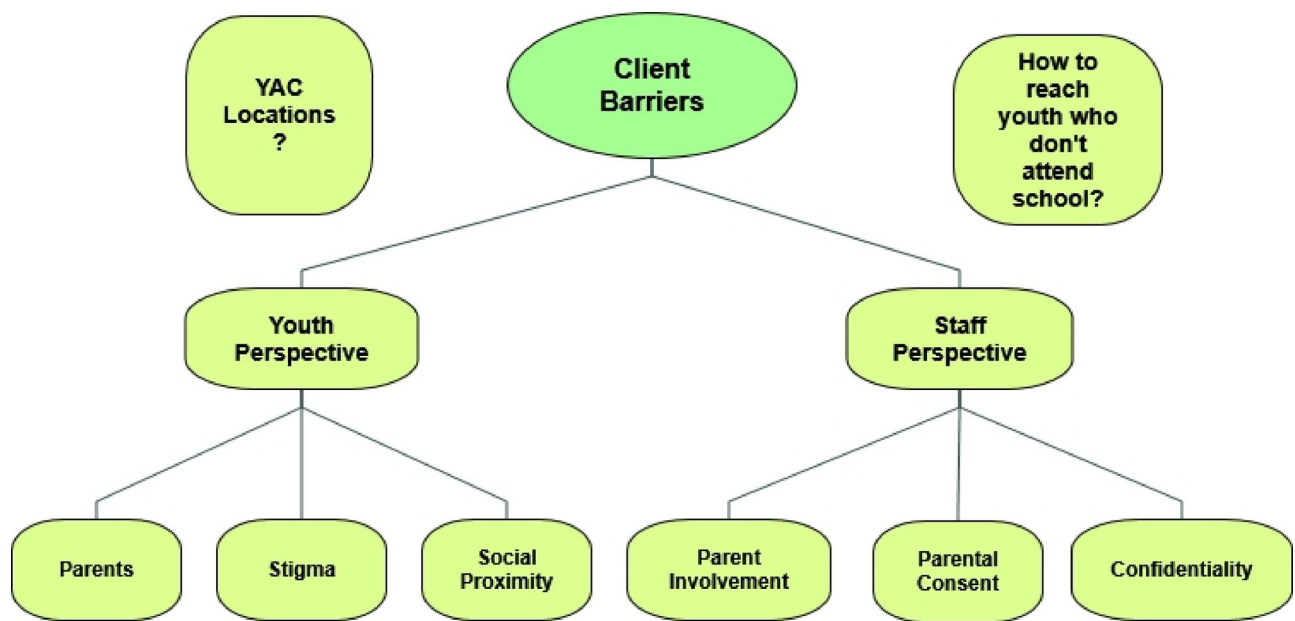 YAC
Locations
?
Client
Barriers
How to
reach
youth who
don't
attend
school?
Youth
Perspective
Staff
Perspective
Parents
Stigma
Social
Proximity
Parent
Involvement
Parental
Consent
Confidentiality